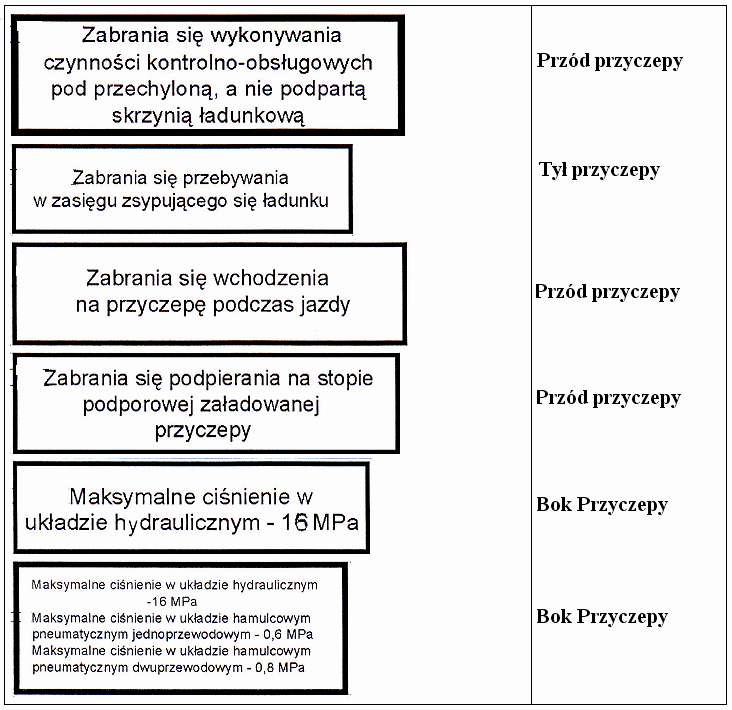 Zabrania się wykonywania
czynności kontrolno-obsługowych
pod przechyloną, a nie podpartą
skrzynią ładunkową
Przód przyczepy
Zabrania się przebywania
w zasięgu zsypującego się ładunku
Tył przyczepy
Zabrania się wchodzenia
na przyczepę podczas jazdy
Przód przyczepy
Zabrania się podpierania na stopie
podporowej załadowanej
przyczepy
Przód przyczepy
Maksymalne ciśnienie w
układzie hydraulicznym - 16 MPa
Bok Przyczepy
Maksymalne ciśnienie w układzie hydraulicznym
-16 MPa
Maksymalne ciśnienie w układzie hamulcowym
pneumatycznym jednoprzewodowym - 0,6 MPa
Maksymalne ciśnienie w układzie hamulcowym
pneumatycznym dwuprzewodowym - 0,8 MPa
Bok Przyczepy